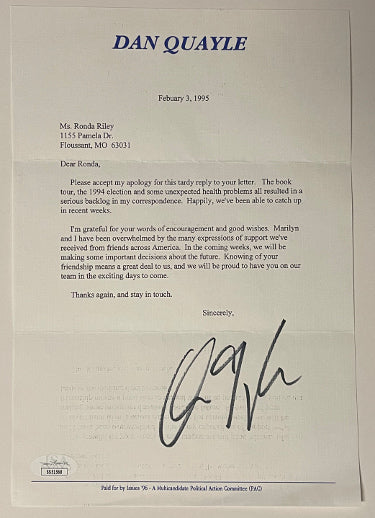 DAN QUAYLE
Febuary 3, 1995
Ms. Ronda Riley
1155 Pamela Dr.
Floussant, MO 63031
Dear Ronda,
Please accept my apology for this tardy reply to your letter. The book
tour, the 1994 election and some unexpected health problems all resulted in a
serious backlog in my correspondence. Happily, we've been able to catch up
in recent weeks.
I'm grateful for your words of encouragement and good wishes. Marilyn
and I have been overwhelmed by the many expressions of support we've
received from friends across America. In the coming weeks, we will be
making some important decisions about the future. Knowing of your
friendship means a great deal to us, and we will be proud to have you on our
team in the exciting days to come.
Thanks again, and stay in touch.
Sincerely,
Paid for by Issues '96 - A Multicandidate Political Action Committee (PAC)